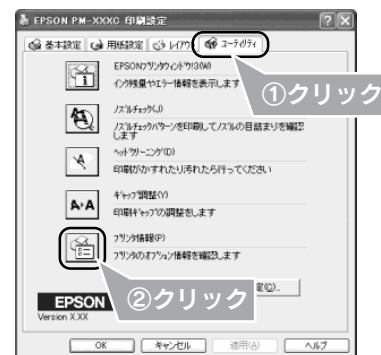 EPSON PM-XXXC 印刷設定
基本設定 用紙設定 レイアウト ユーティリティ
EPSONプリンタウィンドウ!3(W)
インク残量やエラー情報を表示します
①クリック
ノズルチェック(J)
ノズルチェックパターンを印刷してノズルの目詰まりを確認
します
ヘッドクリーニング(D)
印刷がかすれたり汚れたら行ってください
ギャップ調整(Y)
印刷ギャップの調整をします
プリンタ情報(P)
プリンタのオプション情報を確認します
②クリック
定(C)...
EPSON
Version X.XX
OK キャンセル 適用(A) ヘルプ